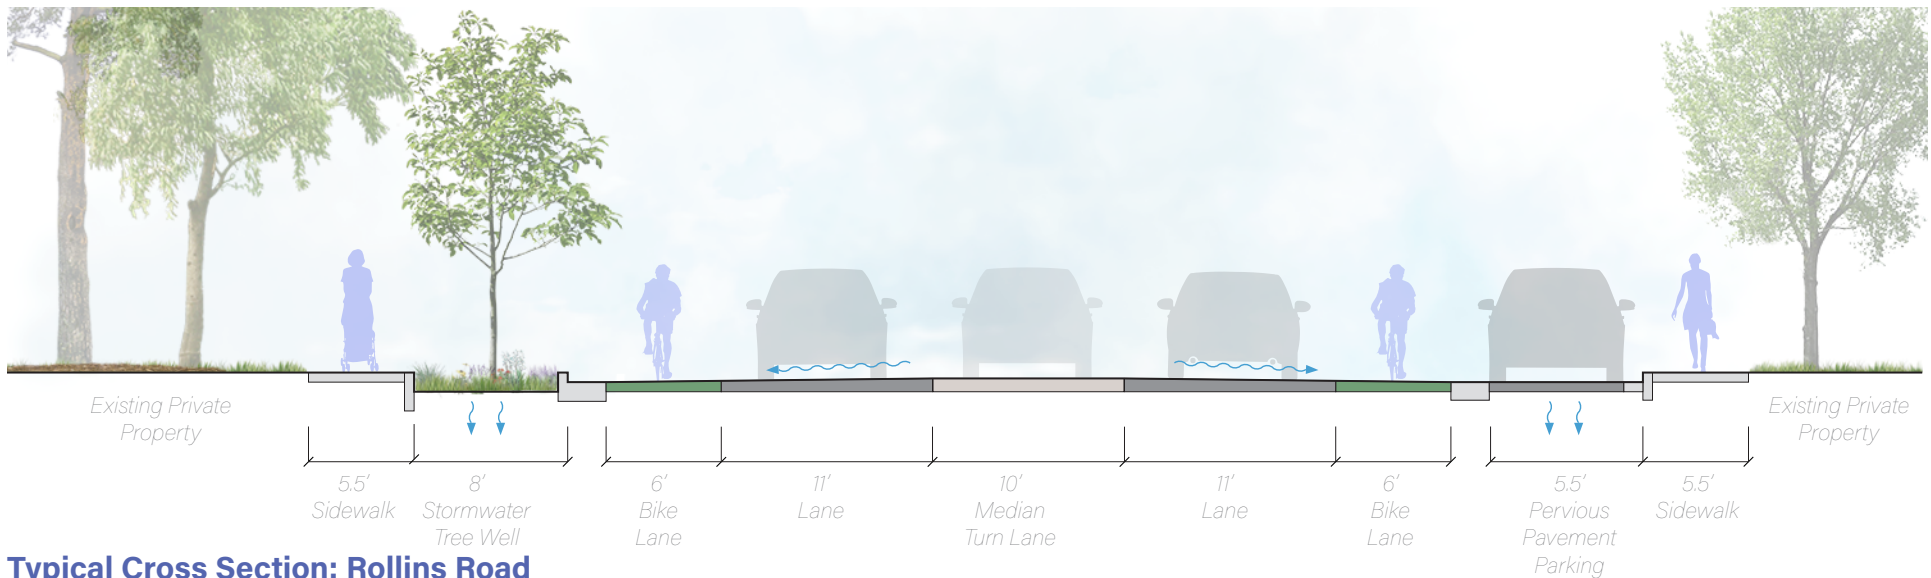 Existing Private
Property
5.5’
Sidewalk
8’
Stormwater
Tree Well
6’
Bike
Lane
11’
Lane
10’
Median
Turn Lane
11’
Lane
6’
Bike
Lane
5.5’
Pervious
Pavement
Parking
5.5’
Sidewalk
Existing Private
Property
Typical Cross Section: Rollins Road